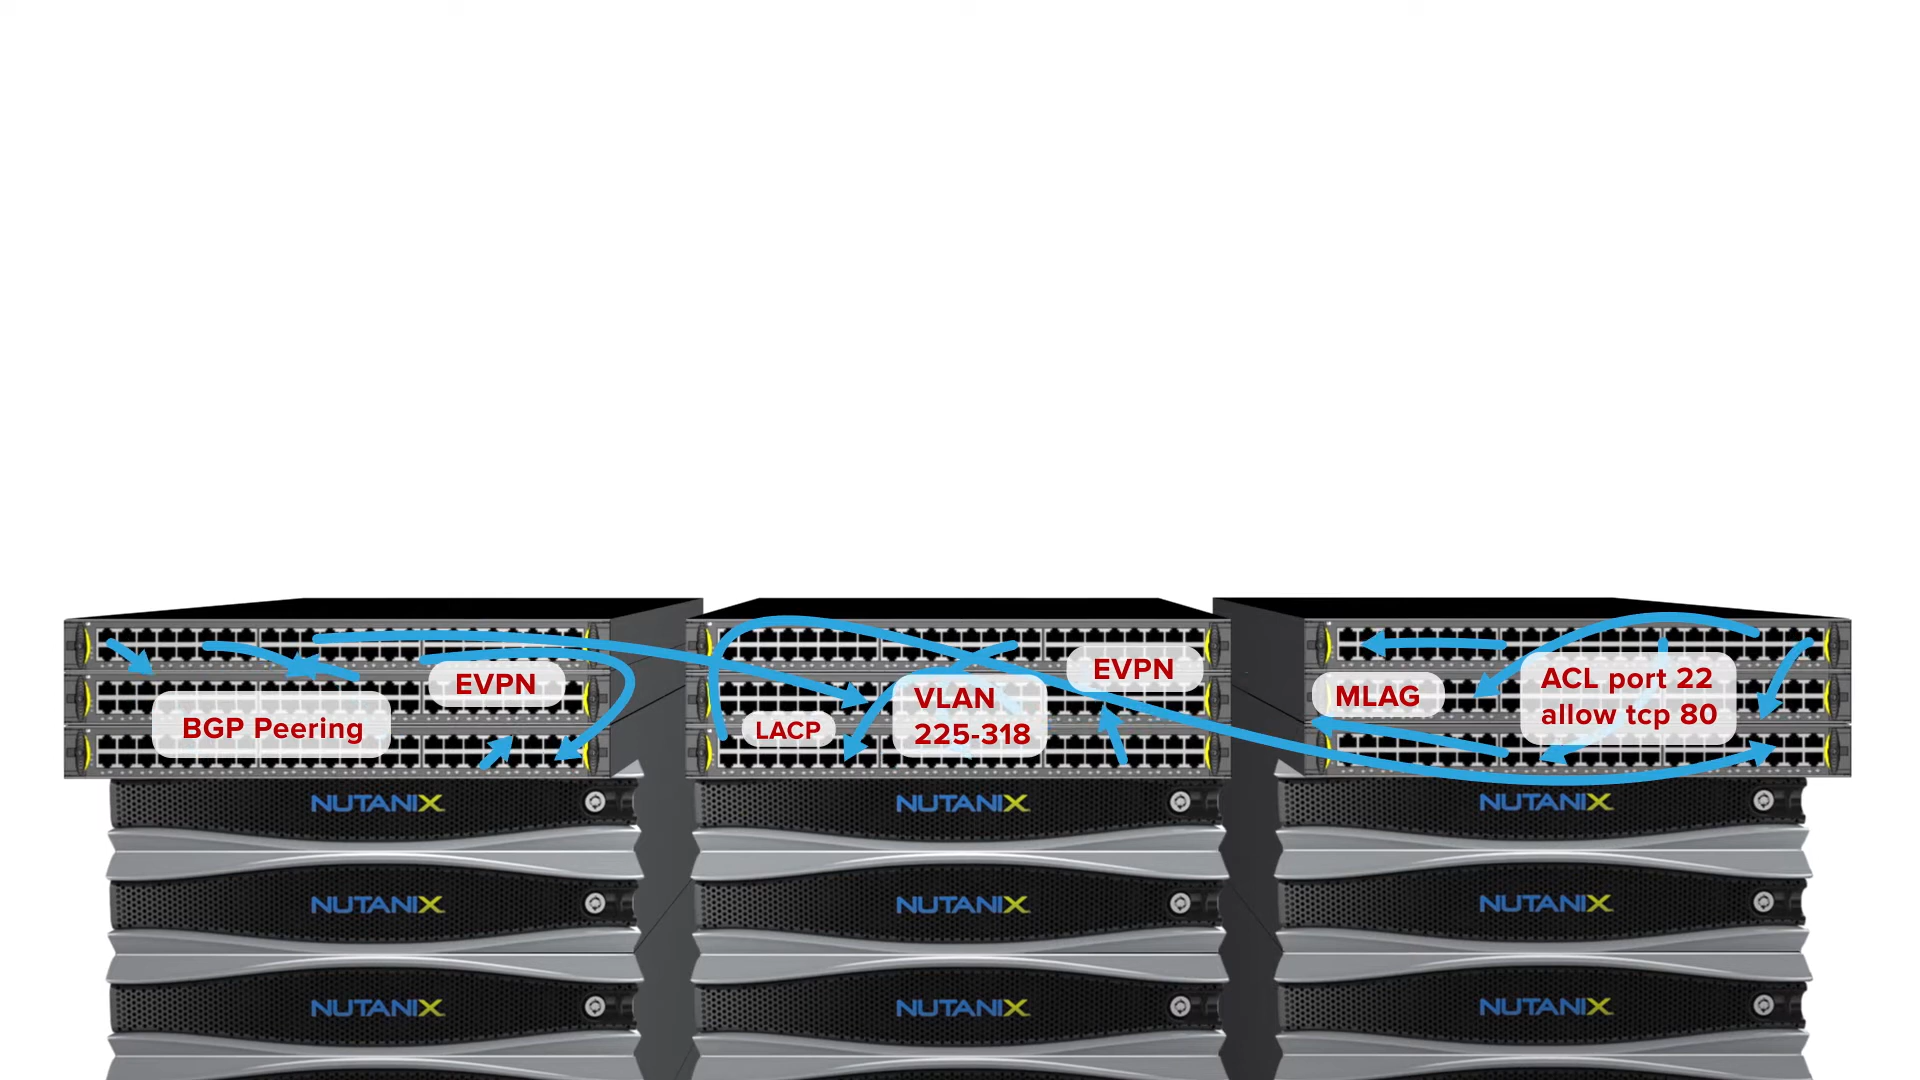 BGP Peering
EVPN
LACP
VLAN
225-318
EVPN
MLAG
ACL port 22
allow tcp 80
NUTANIX
NUTANIX
NUTANIX
NUTANIX
NUTANIX
NUTANIX
NUTANIX
NUTANIX
NUTANIX